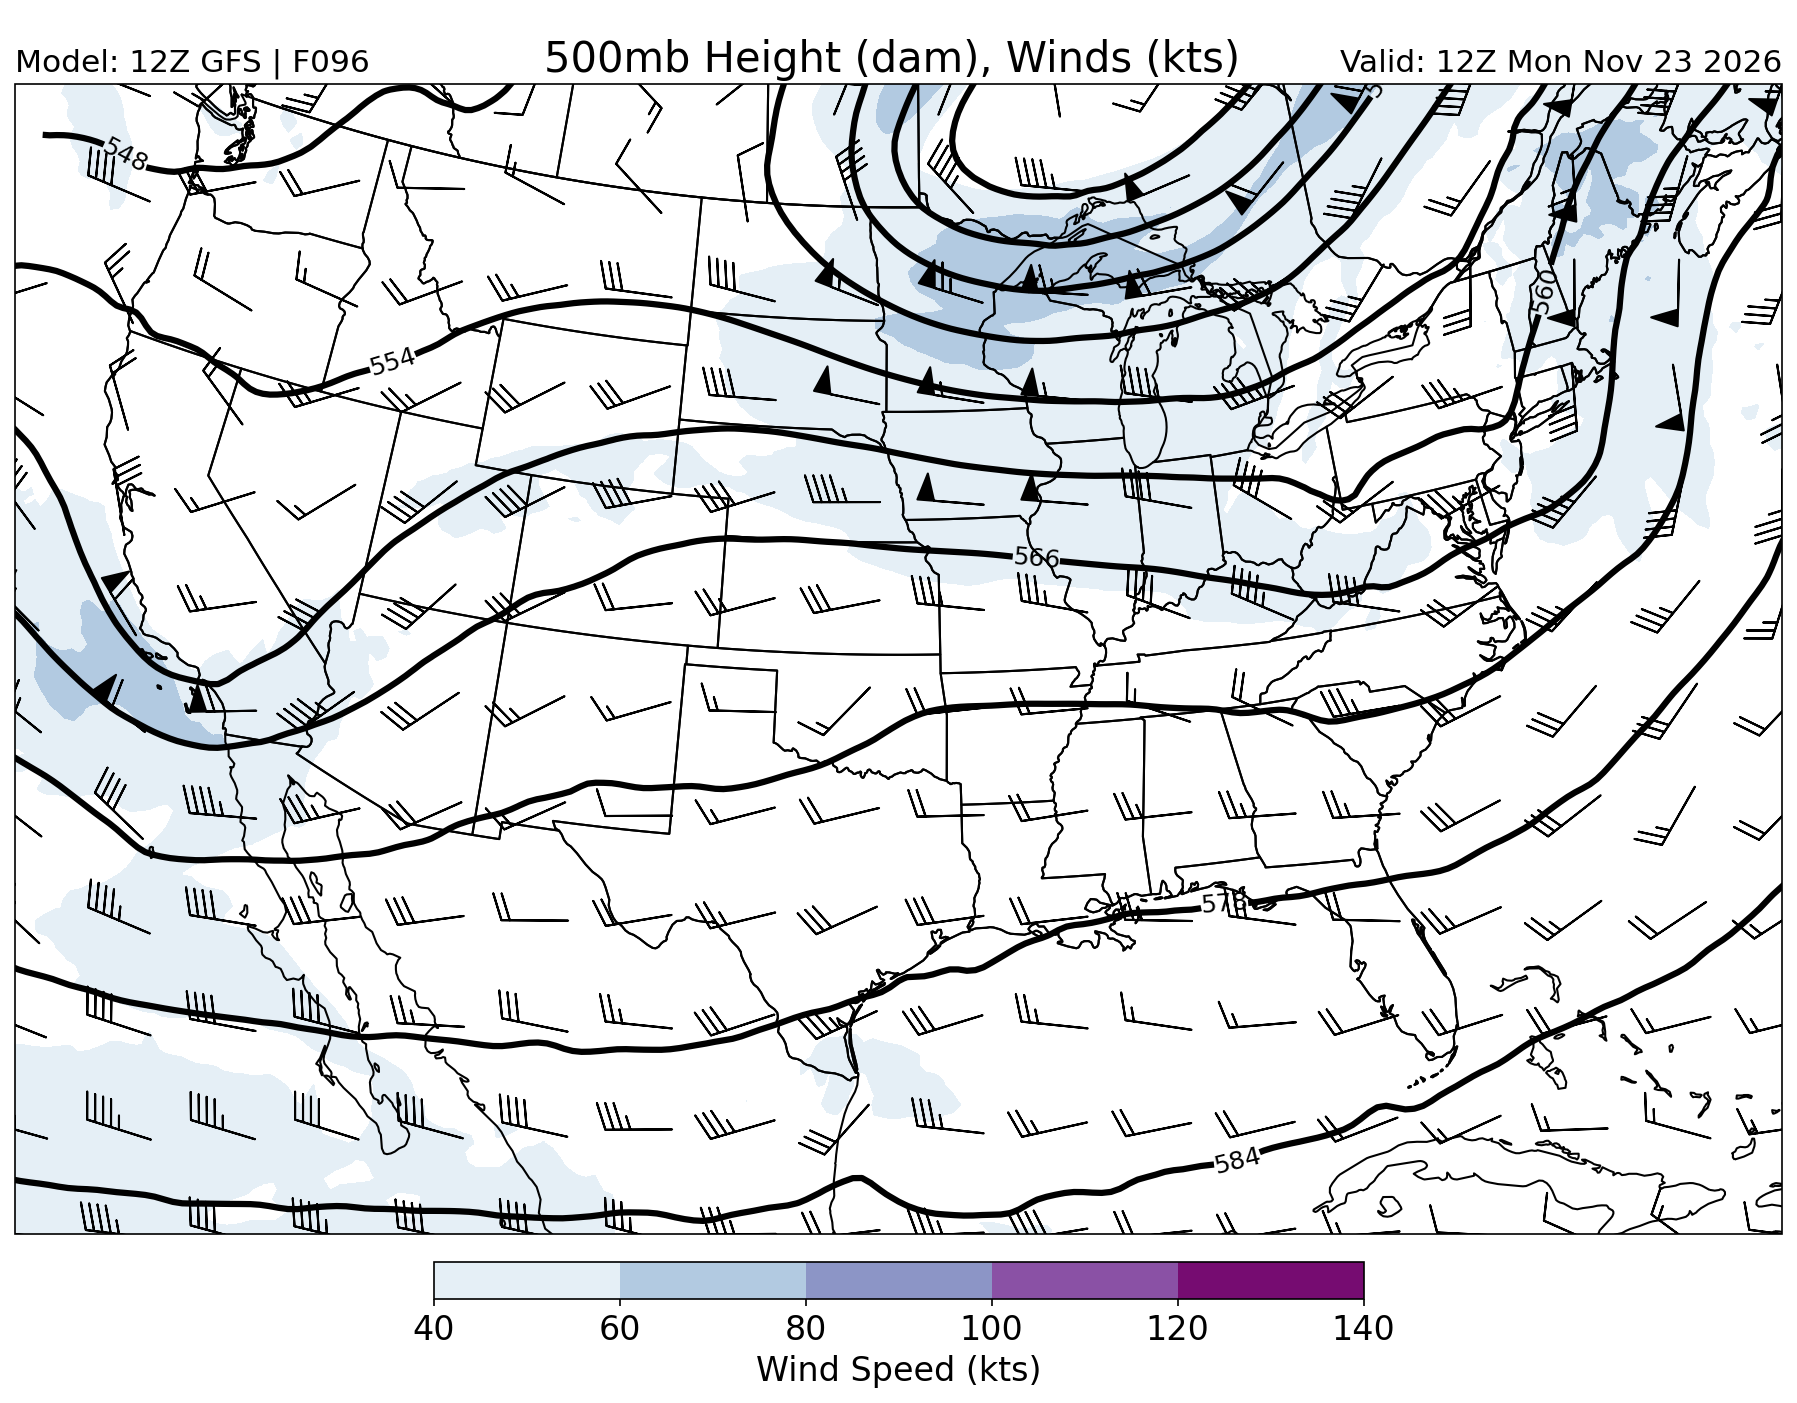 Model: 12Z GFS | F096
500mb Height (dam), Winds (kts)
Valid: 12Z Mon Nov 23 2026
548
554
560
566
578
584
40 60 80 100 120 140
Wind Speed (kts)